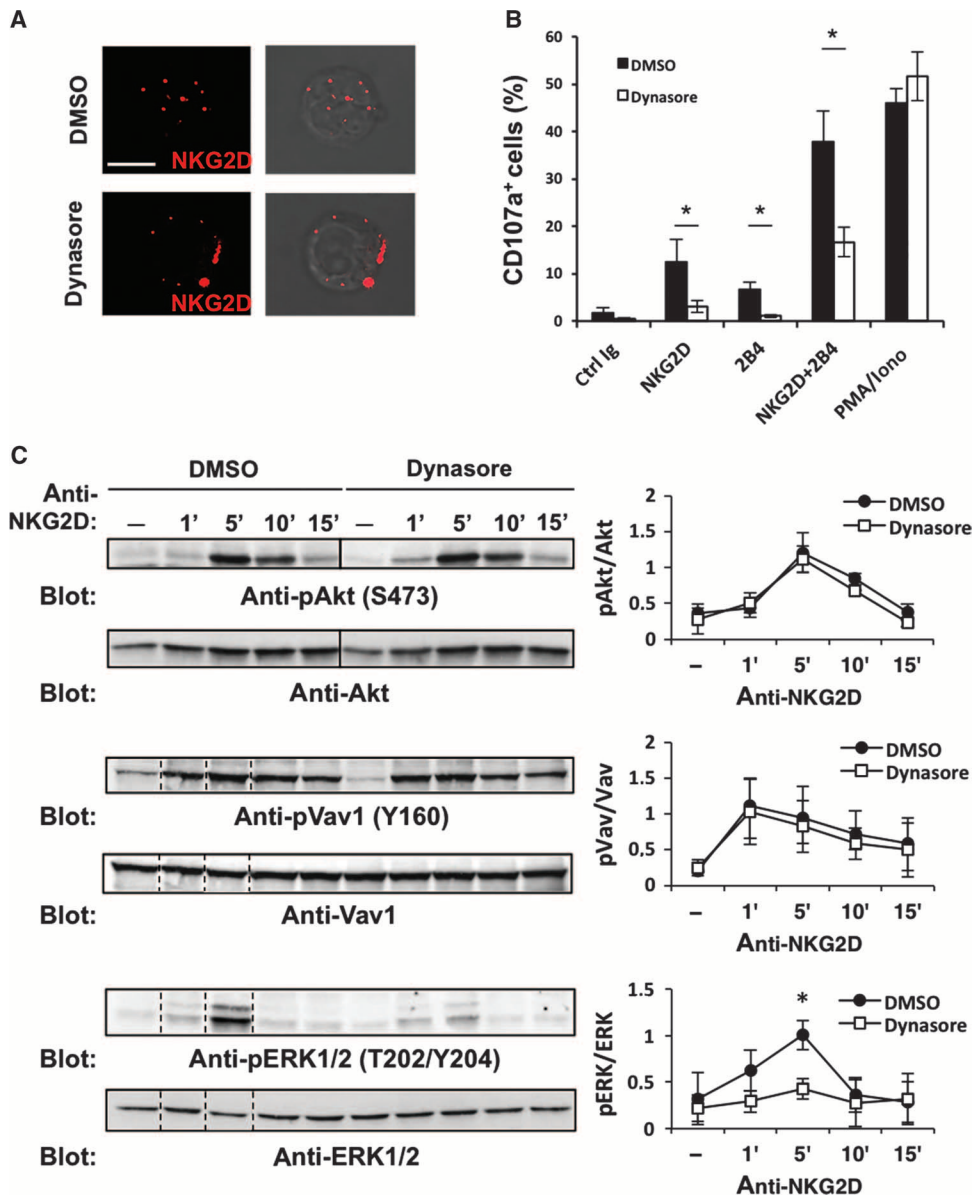 A
DMSO
NKG2D
Dynasore
NKG2D
B
CD107a+ cells (%)
60
50
40
30
20
10
0
DMSO
Dynasore
*
*
*
Ctrl Ig
NKG2D
2B4
NKG2D+2B4
PMA/Iono
C
DMSO
Dynasore
Anti-
NKG2D:
– 1' 5' 10' 15' – 1' 5' 10' 15'
Blot: Anti-pAkt (S473)
Blot: Anti-Akt
pAkt/Akt
2
1.5
1
0.5
0
DMSO
Dynasore
– 1' 5' 10' 15'
Anti-NKG2D
Blot: Anti-pVav1 (Y160)
Blot: Anti-Vav1
pVav/Vav
2
1.5
1
0.5
0
DMSO
Dynasore
– 1' 5' 10' 15'
Anti-NKG2D
Blot: Anti-pERK1/2 (T202/Y204)
Blot: Anti-ERK1/2
pERK/ERK
1.5
1
0.5
0
*
DMSO
Dynasore
– 1' 5' 10' 15'
Anti-NKG2D